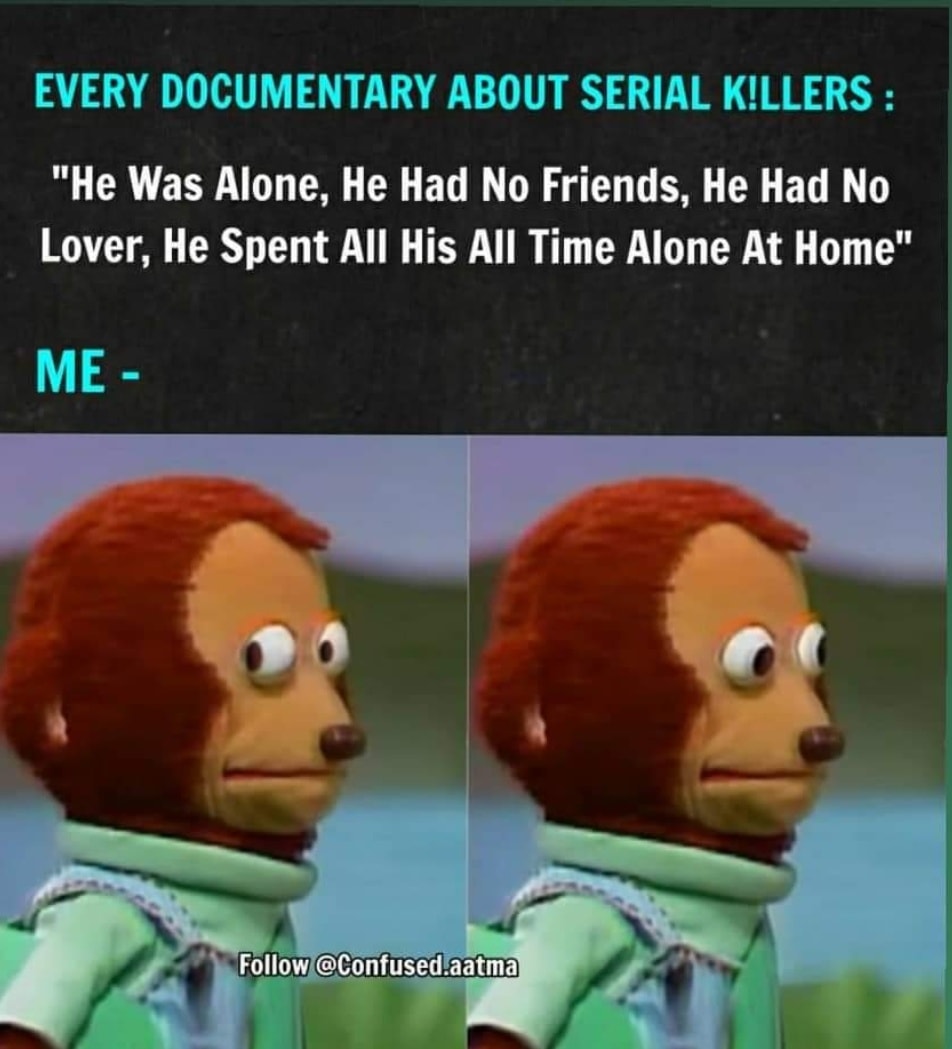 EVERY DOCUMENTARY ABOUT SERIAL K!LLERS :
"He Was Alone, He Had No Friends, He Had No
Lover, He Spent All His All Time Alone At Home"
ME -
Follow @Confused.aatma